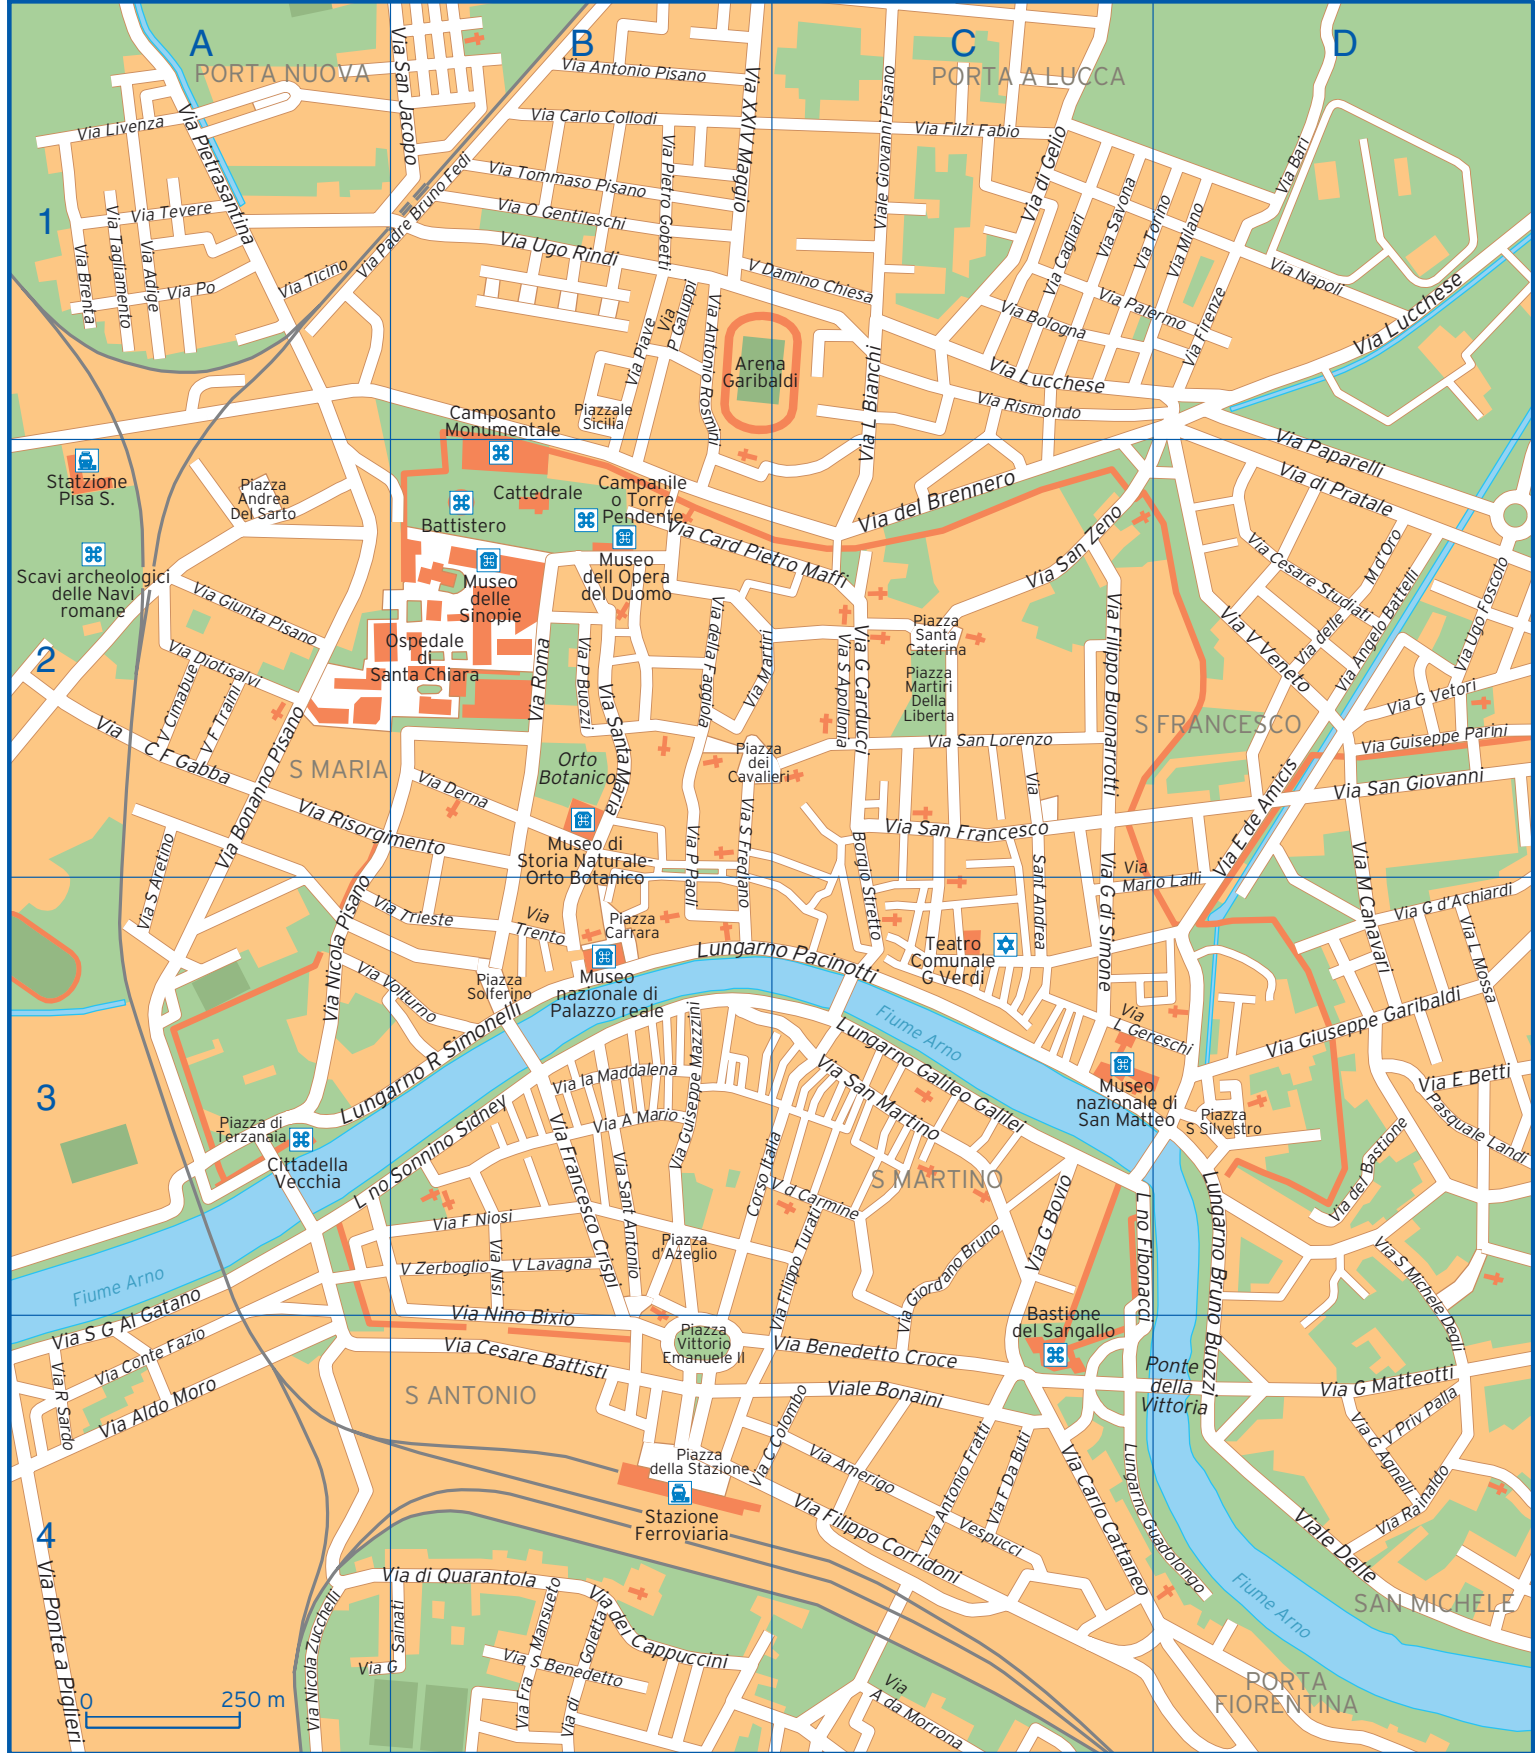 A
B
C
D
1
2
3
4
PORTA NUOVA
PORTA A LUCCA
Via San Jacopo
Via Antonio Pisano
Via XXIV Maggio
Viale Giovanni Pisano
Via Livenza
Via Pietrasantina
Via Carlo Collodi
Via Filzi Fabio
Via di Gello
Via Bari
Via Pietro Gobetti
Via Tommaso Pisano
Via Padre Bruno Fedi
Via Tevere
Via Tagliamento
Via O Gentileschi
Via Ugo Rindi
Via Cagliari
Via Savona
Via Torino
Via Milano
Via Brenta
Via Adige
Via Po
Via Ticino
V Damino Chiesa
Via Napoli
Via Palermo
Via Bologna
Via Firenze
Via Lucchese
Via Piave
Via
P Galuppi
Via Antonio Rosmini
Arena
Garibaldi
Via L Bianchi
Via Lucchese
Via Rismondo
Piazzale
Sicilia
Camposanto
Monumentale
Via Paparelli
Via di Pratale
Statzione
Pisa S.
Piazza
Andrea
Del Sarto
Cattedrale
Campanile
o Torre
Pendente
Battistero
Via del Brennero
Via Card Pietro Maffi
Via San Zeno
Scavi archeologici
delle Navi
romane
Museo
delle
Sinopie
Museo
dell Opera
del Duomo
Via Cesare Studiati
M d'Oro
Via Angelo Battelli
Via Ugo Foscolo
Via delle
Via V Veneto
Via Giunta Pisano
Via Diotisalvi
Ospedale
di
Santa Chiara
Via Roma
Via P Buozzi
Via Santa Maria
Via della Faggiola
Via Martiri
Via S Apollonia
Via G Carducci
Piazza
Santa
Caterina
Piazza
Martiri
Della
Liberta
Via Filippo Buonarrotti
S FRANCESCO
Via G Vetori
Via Guiseppe Parini
Via San Giovanni
Via
C F Gabba
V Cimabue
V F Traini
Via Bonanno Pisano
S MARIA
Orto
Botanico
Piazza
dei
Cavalieri
Via San Lorenzo
Via
Sant Andrea
Via E de Amicis
Via Derna
Via Risorgimento
Museo di
Storia Naturale-
Orto Botanico
Via P Paoli
Via S Frediano
Borgio Stretto
Via San Francesco
Via
Mario Lalli
Via G di Simone
Via M Canavari
Via S Aretino
Via G d'Achiardi
Via L Mossa
Via Nicola Pisano
Via Trieste
Via
Trento
Piazza
Carrara
Lungarno Pacinotti
Teatro
Comunale
G Verdi
Via Volturno
Piazza
Solferino
Museo
nazionale di
Palazzo reale
Fiume Arno
Via
L Gereschi
Via Giuseppe Garibaldi
Lungarno R Simonelli
Via Guiseppe Nazzini
Lungarno Galileo Galilei
Via San Martino
Museo
nazionale di
San Matteo
Piazza
S Silvestro
Via E Betti
Pasquale Landi
Piazza di
Terzanaia
Cittadella
Vecchia
L no Sonnino Sidney
Via la Maddalena
Via A Mario
Via Francesco Crispi
Via Sant Antonio
Corso Italia
S MARTINO
V d Carmine
Via del Bastione
Via F Niosi
Via Nisi
V Zerboglio
V Lavagna
Piazza
d'Azeglio
Via Filippo Turati
Via Giordano Bruno
Via G Bovio
L no Fibonacci
Lungarno Bruno Buozzi
Via S Michele Degli
Fiume Arno
Via S G Al Gatano
Via Conte Fazio
Via R Sardo
Via Aldo Moro
Via Nino Bixio
Via Cesare Battisti
Piazza
Vittorio
Emanuele II
Via Benedetto Croce
Bastione
del Sangallo
Ponte
della
Vittoria
Via G Matteotti
V Priv Palla
Via G Agnelli
Via Rainaldo
S ANTONIO
Viale Bonaini
Via C Colombo
Piazza
della Stazione
Stazione
Ferroviaria
Via Amerigo
Vespucci
Via Antonio Fratti
Via F Da Buti
Via Carlo Cattaneo
Lungarno Guadolongo
Via Filippo Corridoni
Viale Delle
SAN MICHELE
Fiume Arno
PORTA
FIORENTINA
Via Ponte a Piglieri
Via di Quarantola
Via Nicola Zucchelli
Via G
Sainati
Via Fra
Mansueto
Via di
Goletta
Via dei Cappuccini
Via S Benedetto
Via
A da Morrona
0
250 m